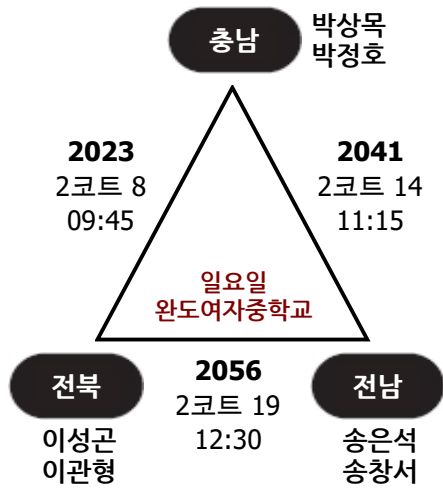 충남
박상목
박정호
2023
2코트 8
09:45
2041
2코트 14
11:15
일요일
완도여자중학교
전북
이성곤
이관형
2056
2코트 19
12:30
전남
송은석
송창서